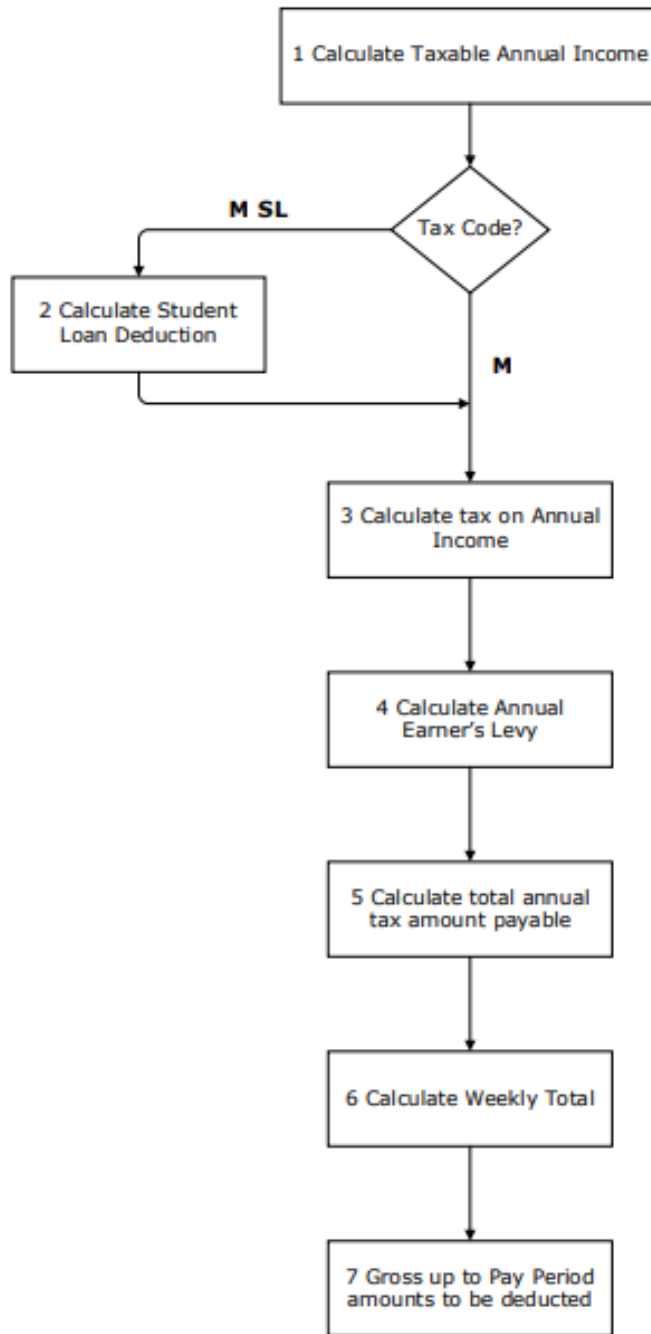 1 Calculate Taxable Annual Income
Tax Code?
M SL
2 Calculate Student
Loan Deduction
M
3 Calculate tax on Annual
Income
4 Calculate Annual
Earner's Levy
5 Calculate total annual
tax amount payable
6 Calculate Weekly Total
7 Gross up to Pay Period
amounts to be deducted